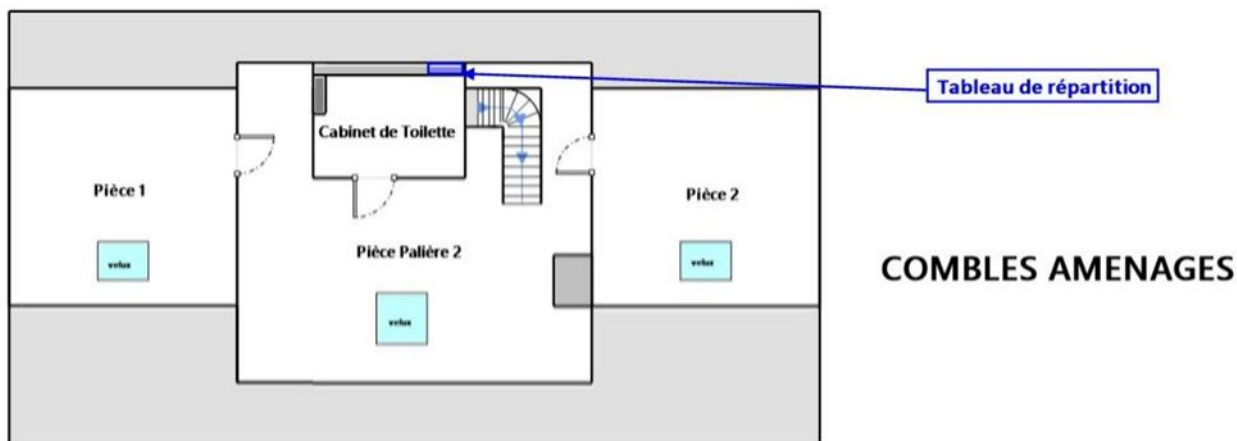 Tableau de répartition
Cabinet de Toilette
Pièce 1
Pièce 2
Pièce Palière 2
velux
velux
COMBLES AMENAGES
velux